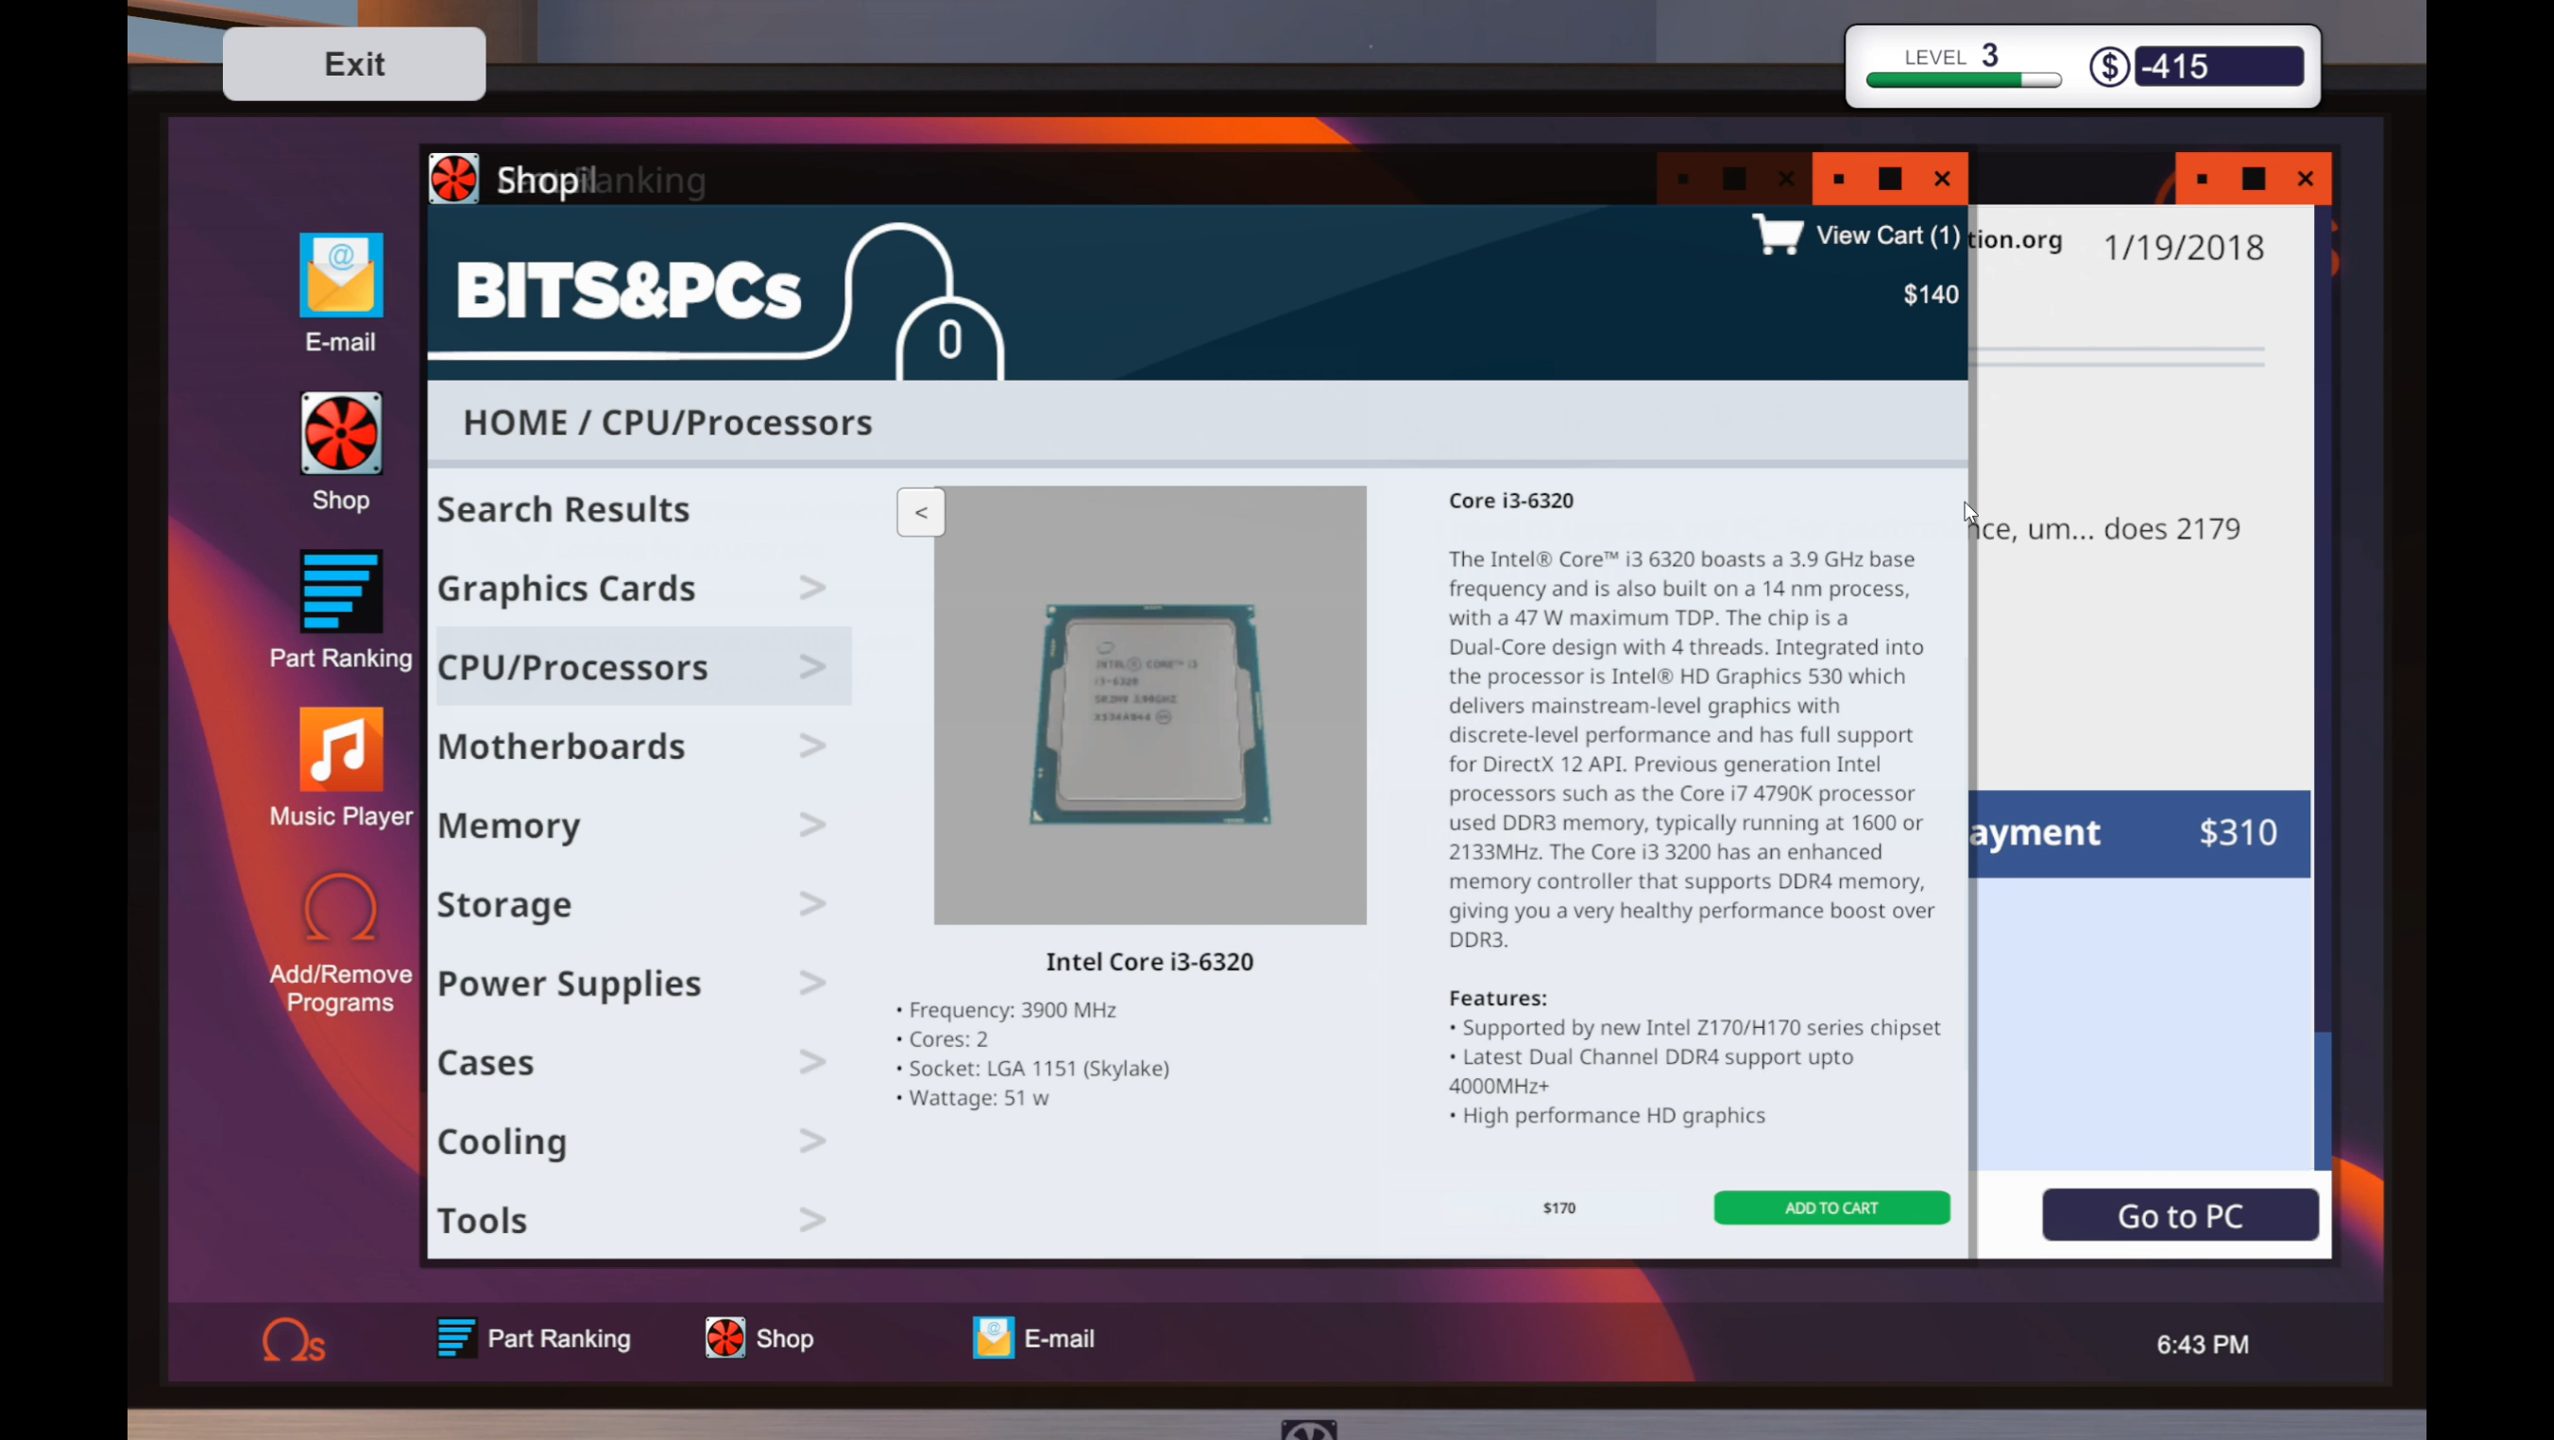 Exit
LEVEL 3
$ -415
Shop
View Cart (1)
tion.org
1/19/2018
BITS&PCs
$140
E-mail
HOME / CPU/Processors
Search Results
<
Core i3-6320
Shop
nce, um... does 2179
The Intel® Core™ i3 6320 boasts a 3.9 GHz base
frequency and is also built on a 14 nm process,
with a 47 W maximum TDP. The chip is a
Dual-Core design with 4 threads. Integrated into
the processor is Intel® HD Graphics 530 which
delivers mainstream-level graphics with
discrete-level performance and has full support
for DirectX 12 API. Previous generation Intel
processors such as the Core i7 4790K processor
used DDR3 memory, typically running at 1600 or
2133MHz. The Core i3 3200 has an enhanced
memory controller that supports DDR4 memory,
giving you a very healthy performance boost over
DDR3.
Graphics Cards >
CPU/Processors >
Part Ranking
INTEL® CORE™ i3
i3-6320
Motherboards >
Music Player
Memory >
ayment $310
Storage >
Add/Remove
Programs
Intel Core i3-6320
Power Supplies >
• Frequency: 3900 MHz
• Cores: 2
• Socket: LGA 1151 (Skylake)
• Wattage: 51 w
Features:
• Supported by new Intel Z170/H170 series chipset
• Latest Dual Channel DDR4 support upto
4000MHz+
• High performance HD graphics
Cases >
Cooling >
Tools >
$170
ADD TO CART
Go to PC
Ωs
Part Ranking
Shop
E-mail
6:43 PM